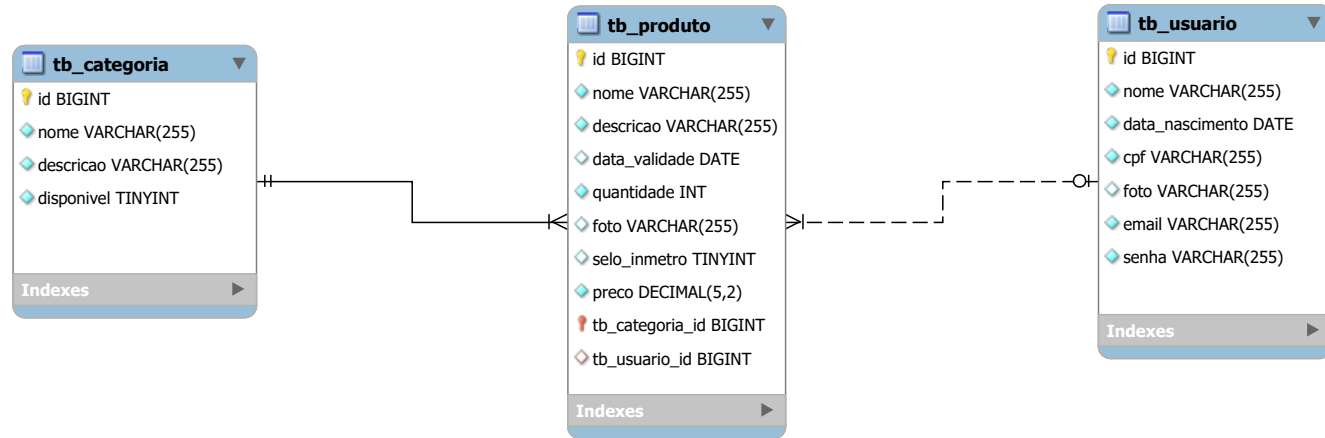 tb_categoria
id BIGINT
nome VARCHAR(255)
descricao VARCHAR(255)
disponivel TINYINT
Indexes
tb_produto
id BIGINT
nome VARCHAR(255)
descricao VARCHAR(255)
data_validade DATE
quantidade INT
foto VARCHAR(255)
selo_inmetro TINYINT
preco DECIMAL(5,2)
tb_categoria_id BIGINT
tb_usuario_id BIGINT
Indexes
tb_usuario
id BIGINT
nome VARCHAR(255)
data_nascimento DATE
cpf VARCHAR(255)
foto VARCHAR(255)
email VARCHAR(255)
senha VARCHAR(255)
Indexes